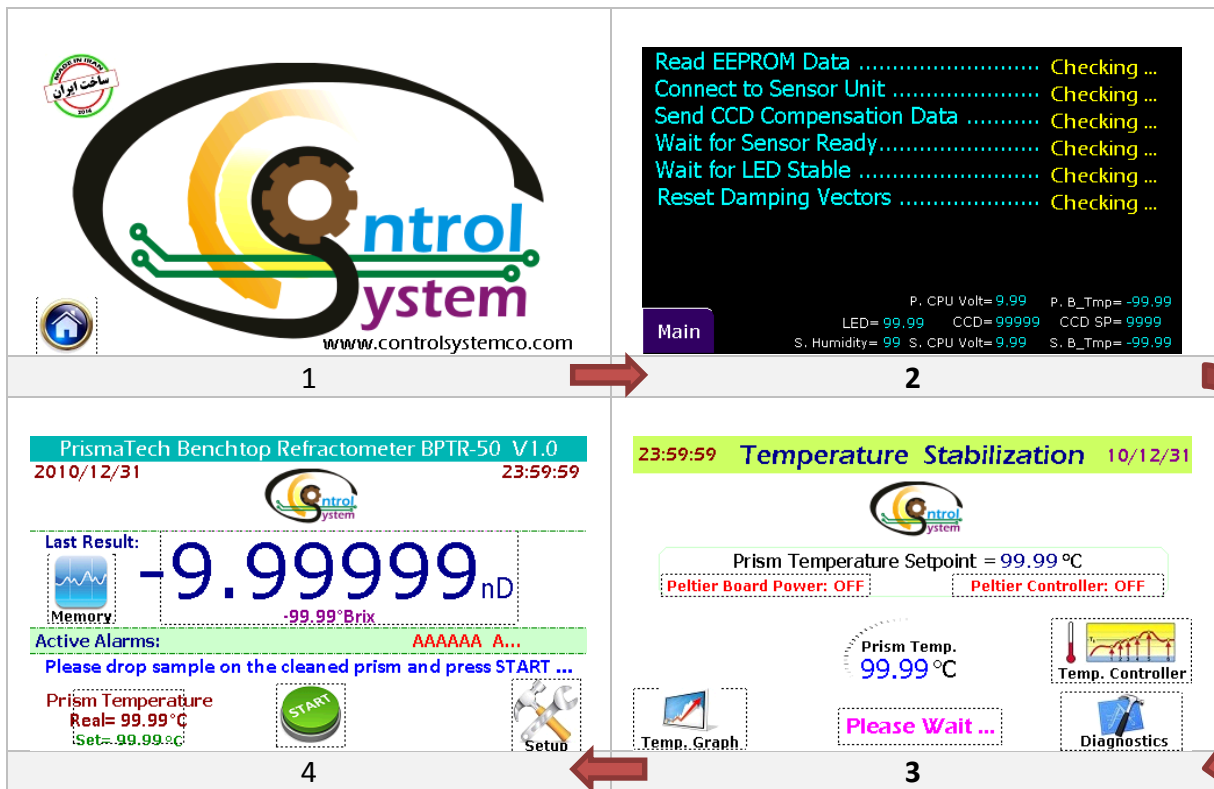 MADE IN IRAN
ساخت ایران
2014
ntrol
ystem
www.controlsystemco.com
1
Read EEPROM Data ........................... Checking ...
Connect to Sensor Unit ...................... Checking ...
Send CCD Compensation Data ........... Checking ...
Wait for Sensor Ready........................ Checking ...
Wait for LED Stable ........................... Checking ...
Reset Damping Vectors ..................... Checking ...
P. CPU Volt= 9.99 P. B_Tmp= -99.99
LED= 99.99 CCD= 99999 CCD SP= 9999
Main
S. Humidity= 99 S. CPU Volt= 9.99 S. B_Tmp= -99.99
2
PrismaTech Benchtop Refractometer BPTR-50 V1.0
2010/12/31 23:59:59
ntrol
ystem
Last Result:
-9.99999 nD
Memory
-99.99°Brix
Active Alarms: AAAAAA A...
Please drop sample on the cleaned prism and press START ...
Prism Temperature
Real= 99.99°C
Set= 99.99°C
START
Setup
4
23:59:59 Temperature Stabilization 10/12/31
ntrol
ystem
Prism Temperature Setpoint = 99.99 °C
Peltier Board Power: OFF Peltier Controller: OFF
Prism Temp.
99.99 °C
Temp. Controller
Temp. Graph
Please Wait ...
Diagnostics
3